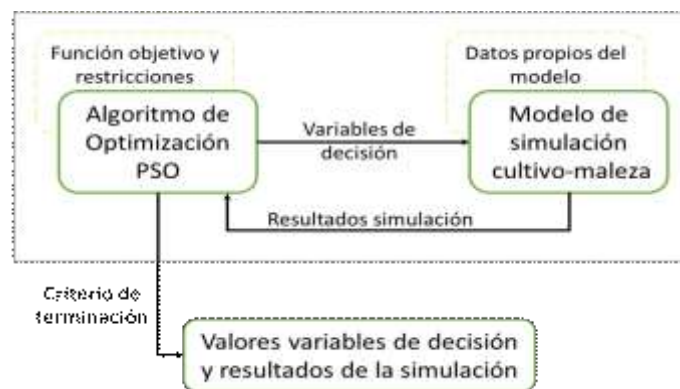 Función objetivo y
restricciones
Algoritmo de
Optimización
PSO
Variables de
decisión
Datos propios del
modelo
Modelo de
simulación
cultivo-maleza
Resultados simulación
Criterio de
terminación
Valores variables de decisión
y resultados de la simulación